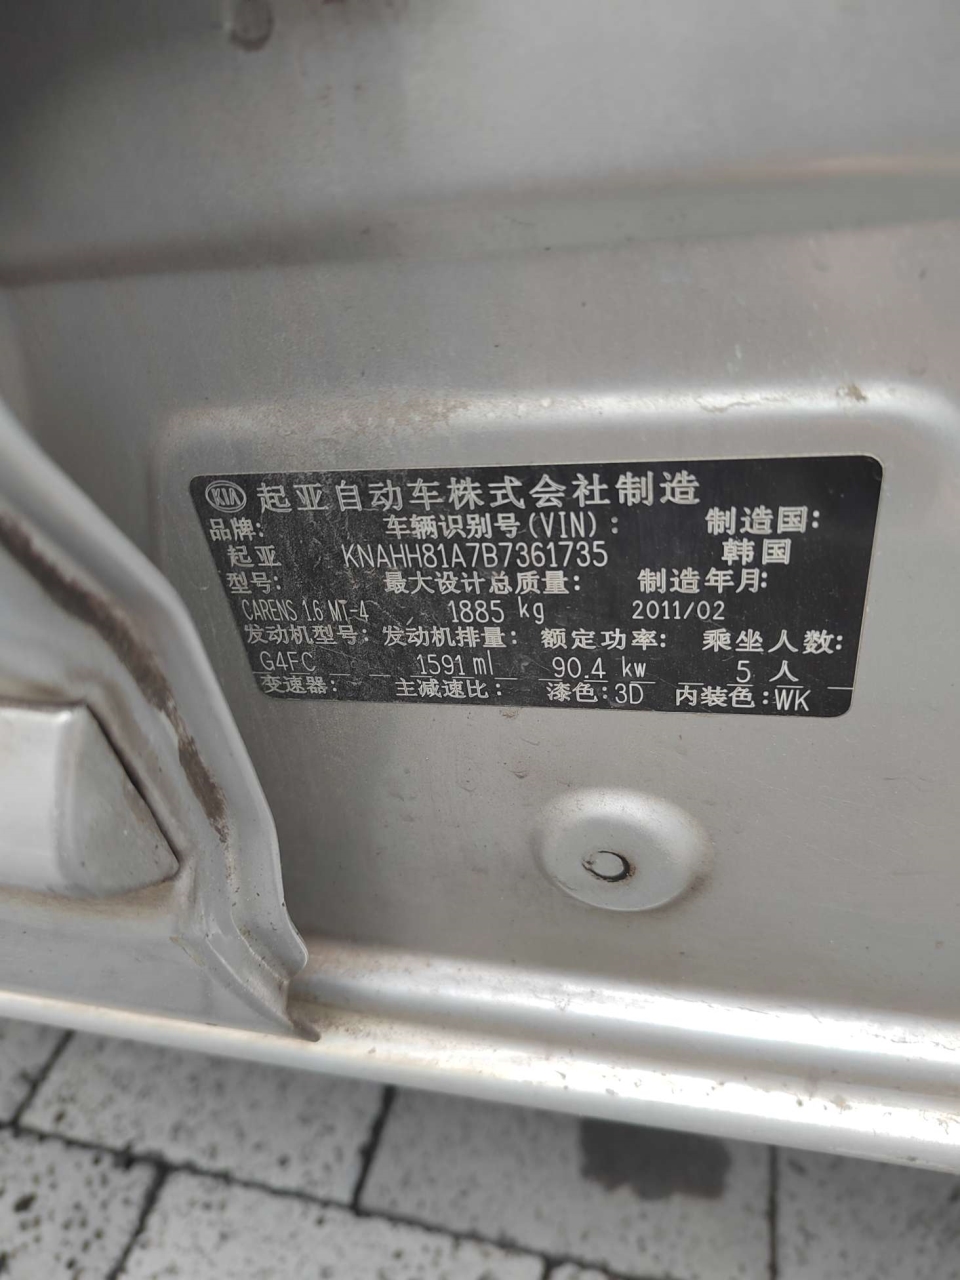 KIA 起亚自动车株式会社制造
品牌: 车辆识别号(VIN): 制造国:
起亚 KNAHH81A7B7361735 韩国
型号: 最大设计总质量: 制造年月:
CARENS 1.6 MT-4 1885 kg 2011/02
发动机型号: 发动机排量: 额定功率: 乘坐人数:
G4FC 1591 ml 90.4 kw 5 人
变速器: 主减速比: 漆色:3D 内装色:WK